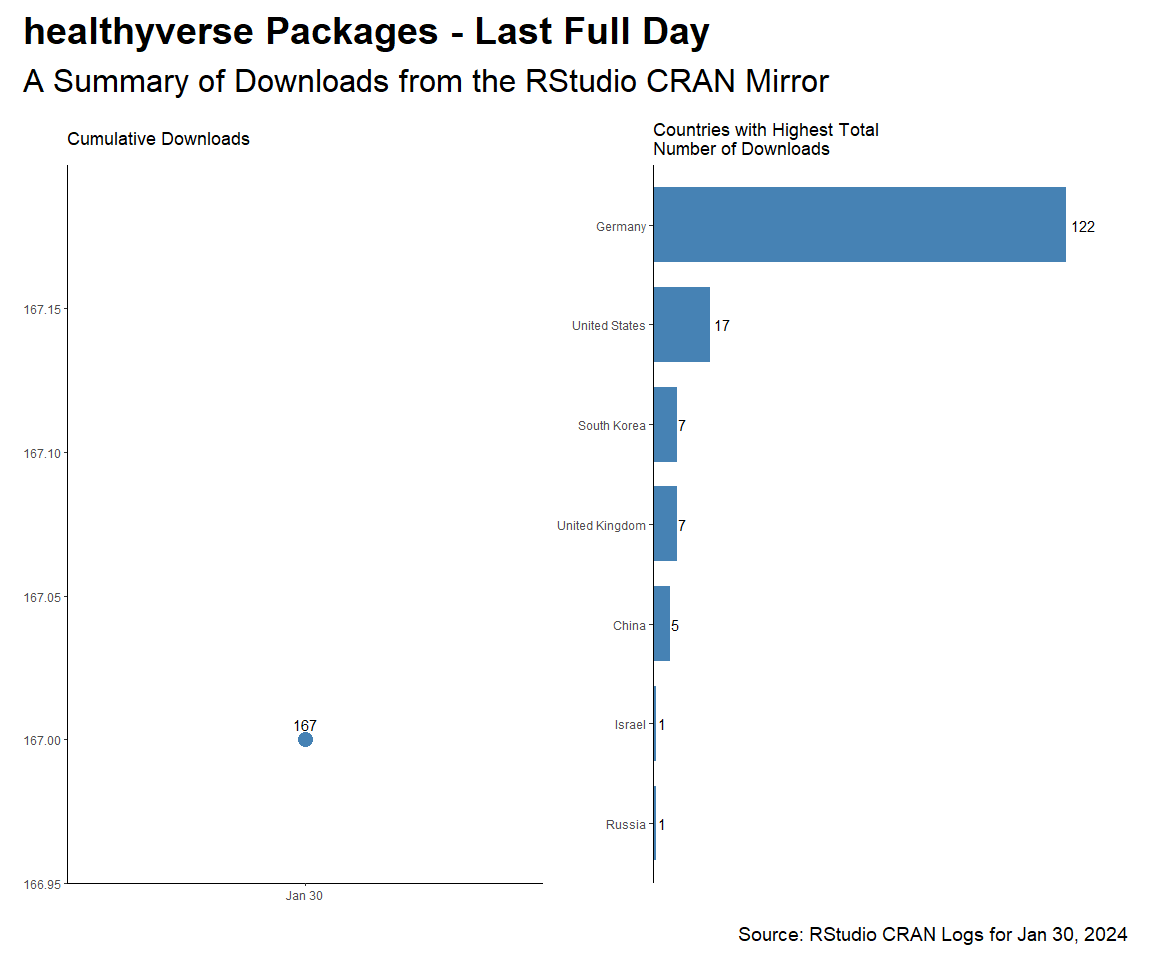 healthyverse Packages - Last Full Day
A Summary of Downloads from the RStudio CRAN Mirror
Cumulative Downloads
167.15
167.10
167.05
167.00
166.95
167
Jan 30
Countries with Highest Total
Number of Downloads
Germany 122
United States 17
South Korea 7
United Kingdom 7
China 5
Israel 1
Russia 1
Source: RStudio CRAN Logs for Jan 30, 2024